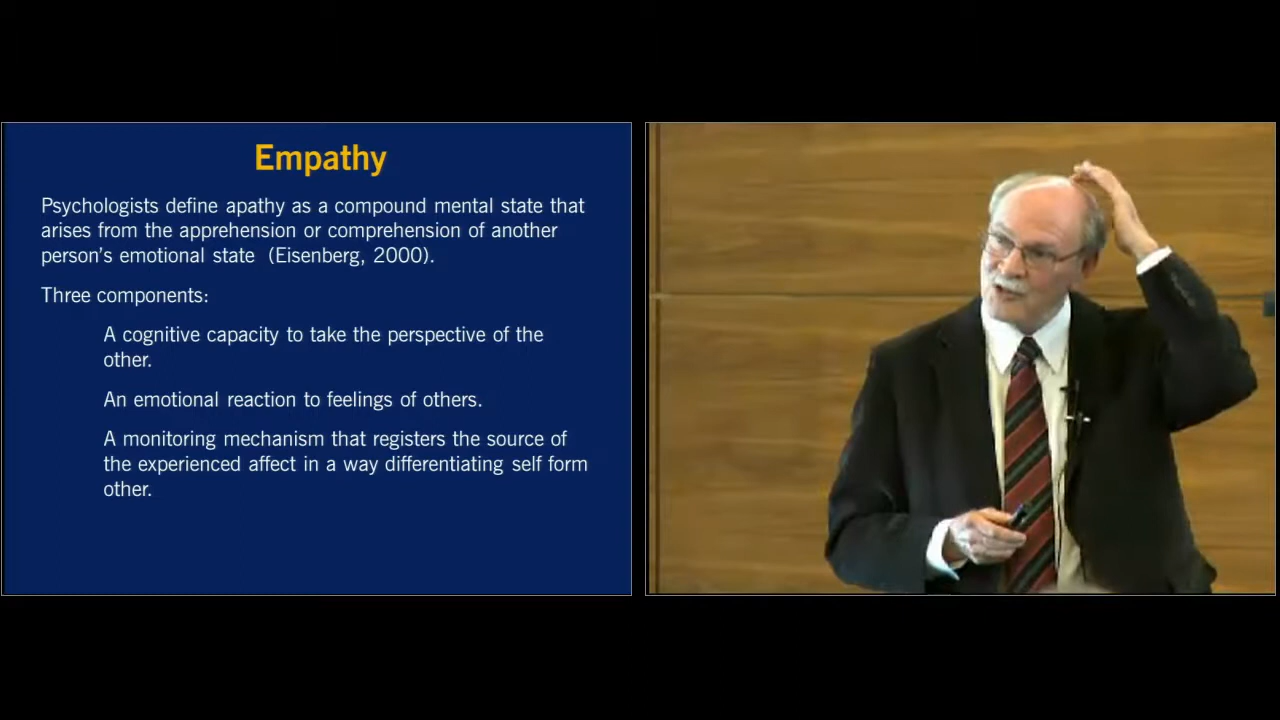 Empathy
Psychologists define apathy as a compound mental state that
arises from the apprehension or comprehension of another
person's emotional state (Eisenberg, 2000).
Three components:
A cognitive capacity to take the perspective of the
other.
An emotional reaction to feelings of others.
A monitoring mechanism that registers the source of
the experienced affect in a way differentiating self form
other.